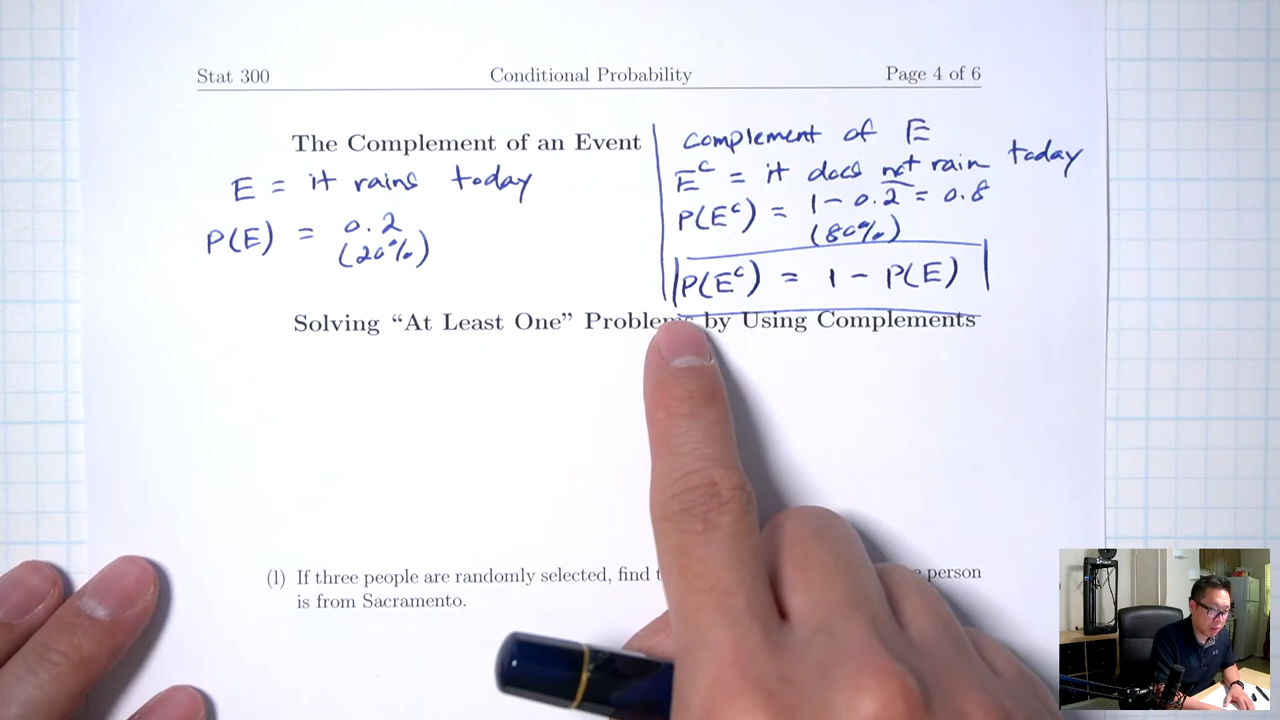 Stat 300 Conditional Probability Page 4 of 6
The Complement of an Event
E = it rains today
P(E) = 0.2
(20%)
complement of E
E^c = it does not rain today
P(E^c) = 1 - 0.2 = 0.8
(80%)
P(E^c) = 1 - P(E)
Solving “At Least One” Problems by Using Complements
(l) If three people are randomly selected, find person
is from Sacramento.